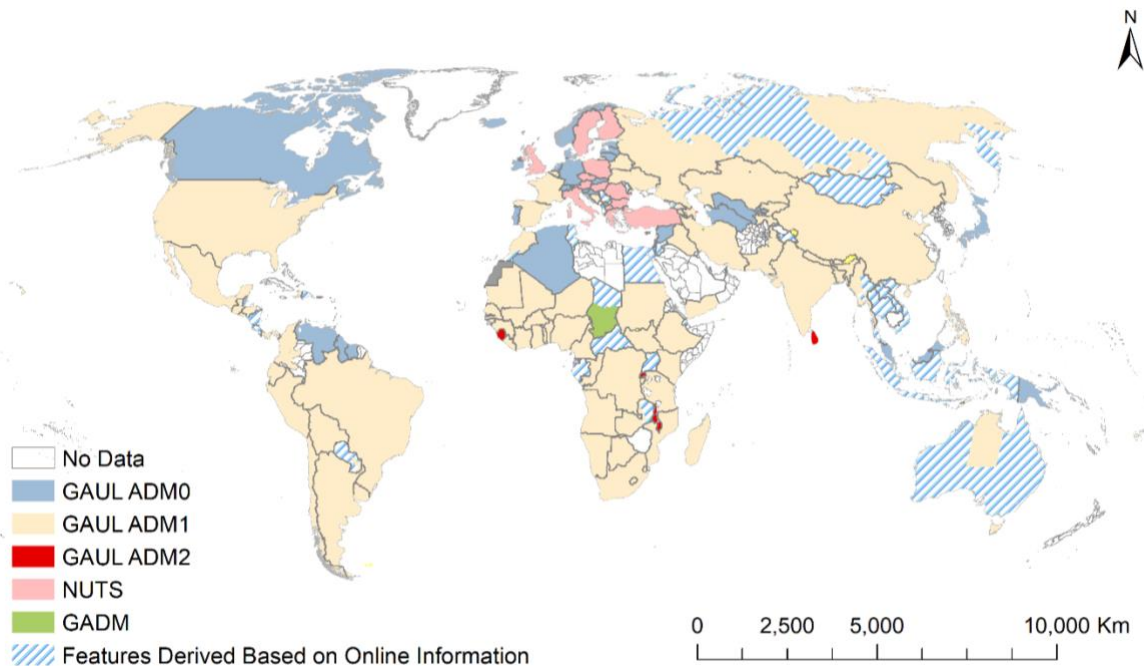 N
No Data
GAUL ADM0
GAUL ADM1
GAUL ADM2
NUTS
GADM
Features Derived Based on Online Information
0 2,500 5,000 10,000 Km